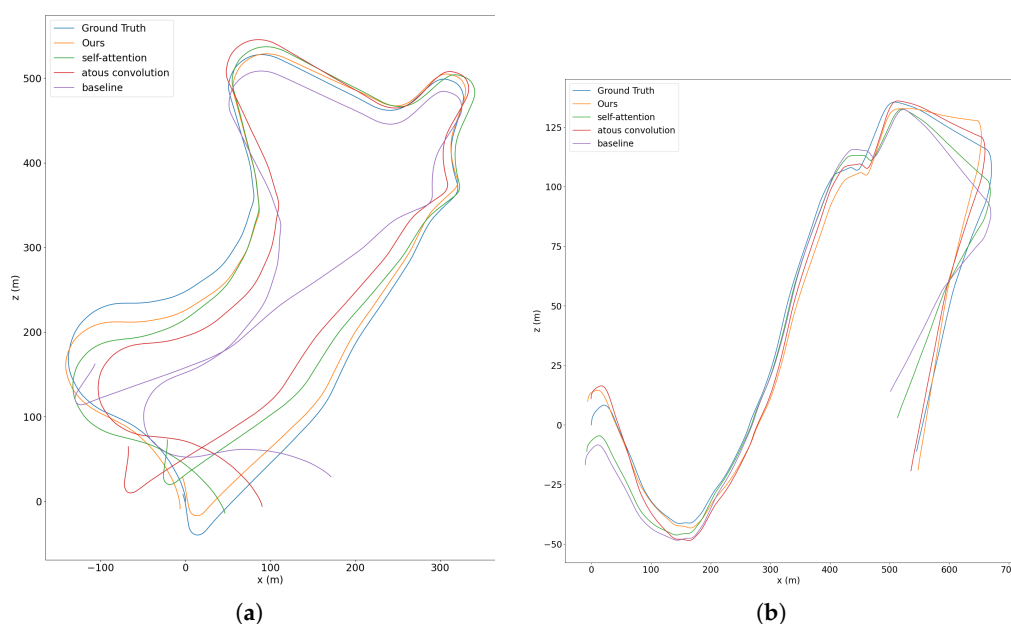 Ground Truth
Ours
self-attention
atous convolution
baseline
500
400
300
200
100
0
z (m)
−100
0
100
200
300
x (m)
(a)
Ground Truth
Ours
self-attention
atous convolution
baseline
125
100
75
50
25
0
−25
−50
z (m)
0
100
200
300
400
500
600
x (m)
(b)